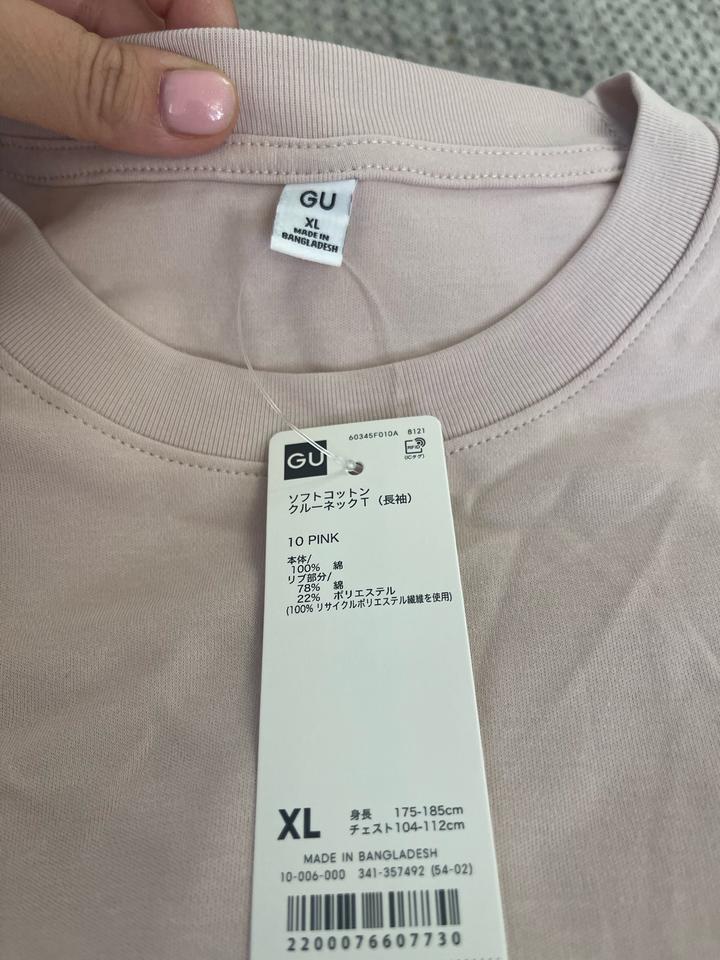 GU
XL
MADE IN
BANGLADESH
60345F010A 8121
GU
RFID
(ICタグ)
ソフトコットン
クルーネックT（長袖）
10 PINK
本体/
100% 綿
リブ部分/
78% 綿
22% ポリエステル
(100% リサイクルポリエステル繊維を使用)
XL 身長 175-185cm
チェスト104-112cm
MADE IN BANGLADESH
10-006-000 341-357492 (54-02)
2200076607730